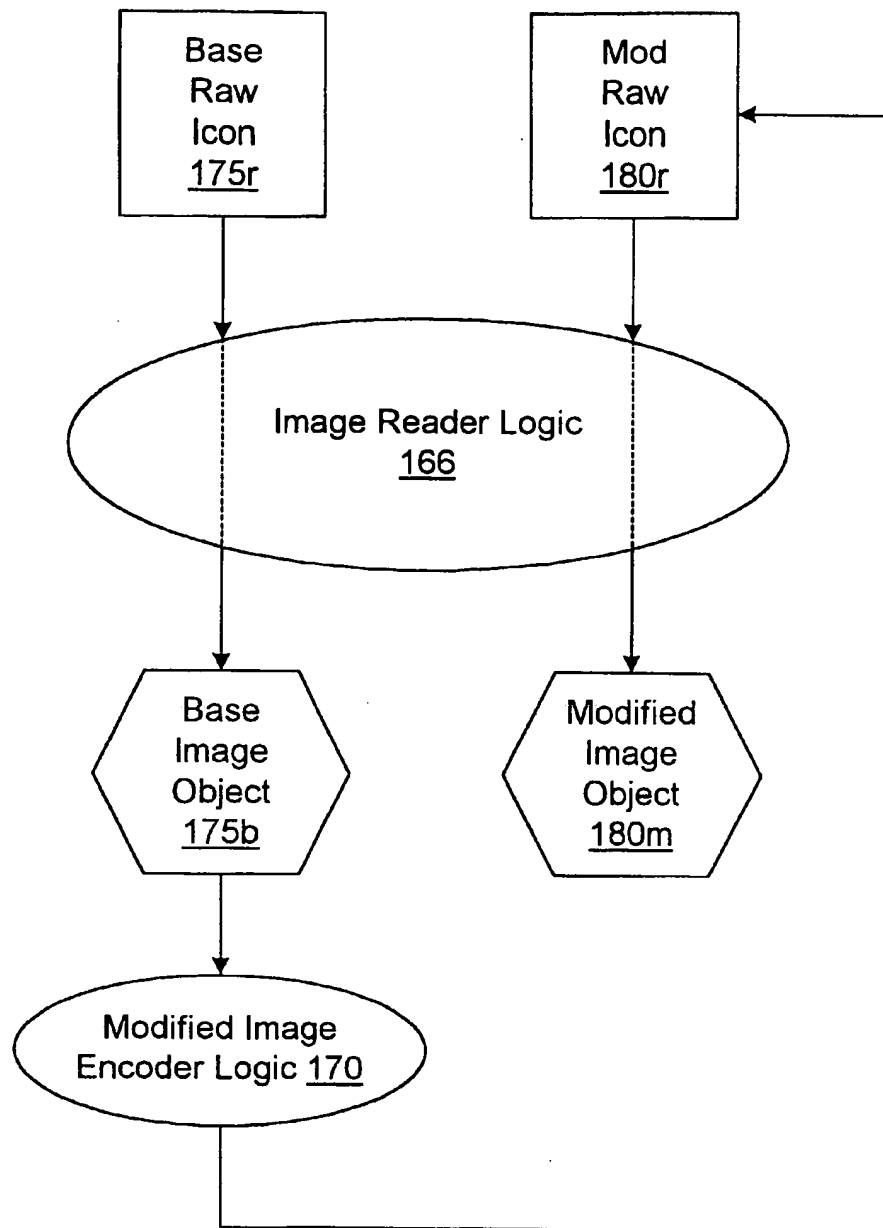 Base
Raw
Icon
175r
Mod
Raw
Icon
180r
Image Reader Logic
166
Base
Image
Object
175b
Modified
Image
Object
180m
Modified Image
Encoder Logic 170